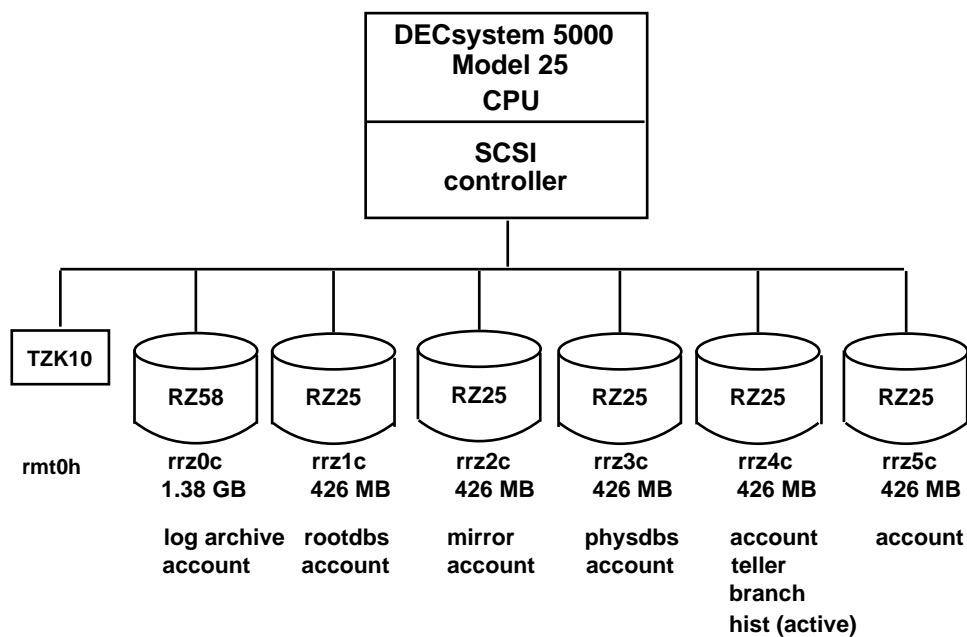 DECsystem 5000
Model 25
CPU
SCSI
controller
TZK10
RZ58
RZ25
RZ25
RZ25
RZ25
RZ25
rmt0h
rrz0c
1.38 GB
log archive
account
rrz1c
426 MB
rootdbs
account
rrz2c
426 MB
mirror
account
rrz3c
426 MB
physdbs
account
rrz4c
426 MB
account
teller
branch
hist (active)
rrz5c
426 MB
account